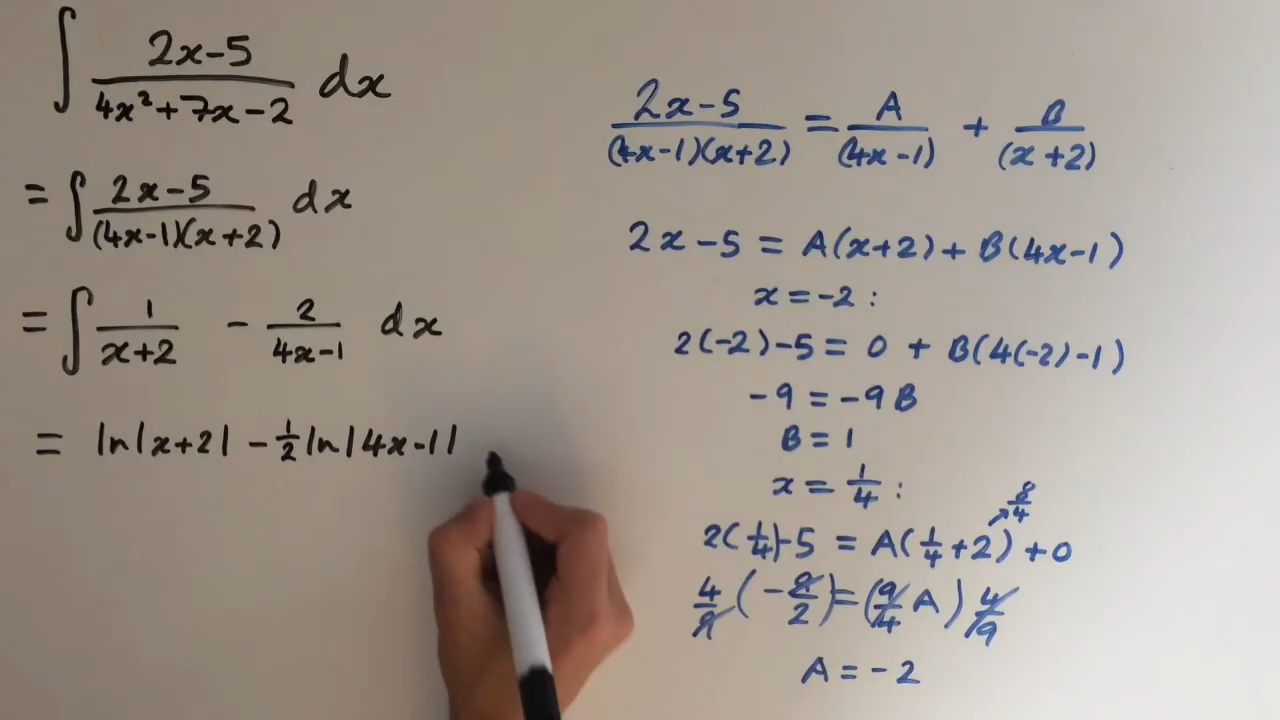 ∫ (2x-5)/(4x²+7x-2) dx
= ∫ (2x-5)/((4x-1)(x+2)) dx
= ∫ 1/(x+2) - 2/(4x-1) dx
= ln|x+2| - 1/2 ln|4x-1|
(2x-5)/((4x-1)(x+2)) = A/(4x-1) + B/(x+2)
2x-5 = A(x+2) + B(4x-1)
x = -2 :
2(-2)-5 = 0 + B(4(-2)-1)
-9 = -9B
B = 1
x = 1/4 :
8/4
2(1/4)-5 = A(1/4+2) + 0
4/9 (-9/2) = (9/4 A) 4/9
A = -2